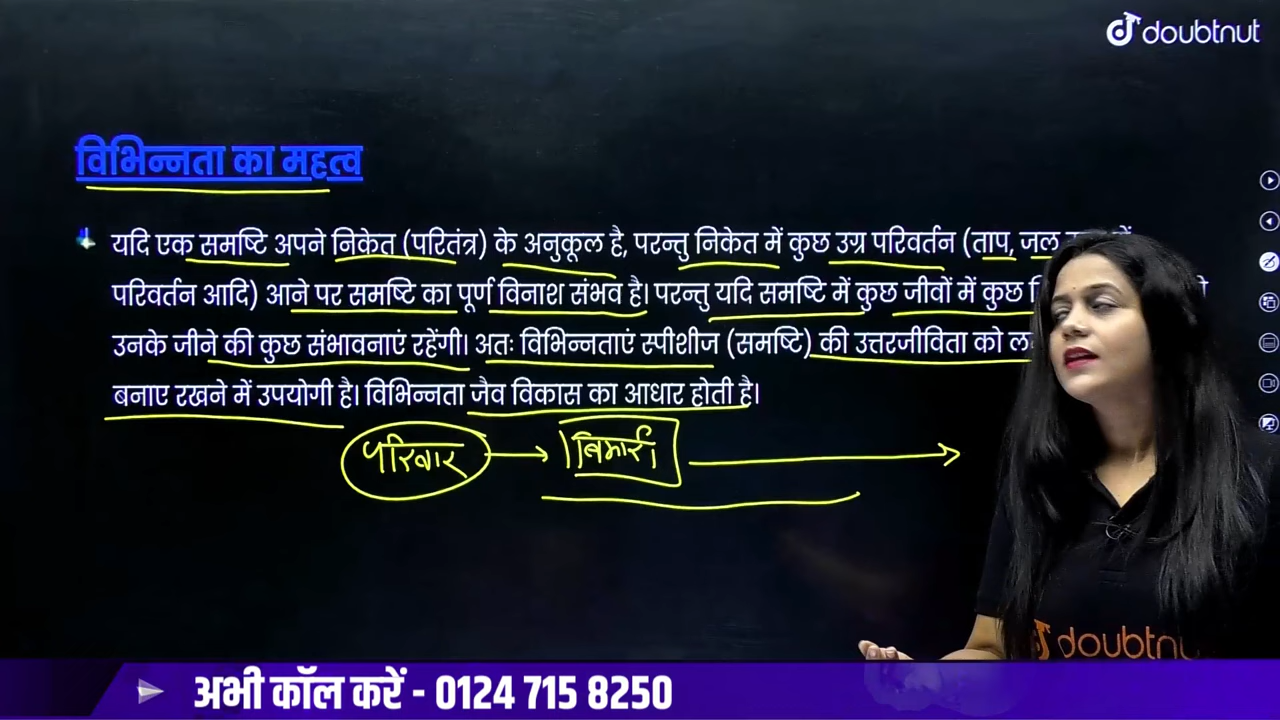 doubtnut
विभिन्नता का महत्व
यदि एक समष्टि अपने निकेत (परितंत्र) के अनुकूल है, परन्तु निकेत में कुछ उग्र परिवर्तन (ताप, जल
परिवर्तन आदि) आने पर समष्टि का पूर्ण विनाश संभव है। परन्तु यदि समष्टि में कुछ जीवों में कुछ
उनके जीने की कुछ संभावनाएं रहेंगी। अतः विभिन्नताएं स्पीशीज (समष्टि) की उत्तरजीविता को
बनाए रखने में उपयोगी है। विभिन्नता जैव विकास का आधार होती है।
परिवार बिमारी
doubtnu
अभी कॉल करें - 0124 715 8250